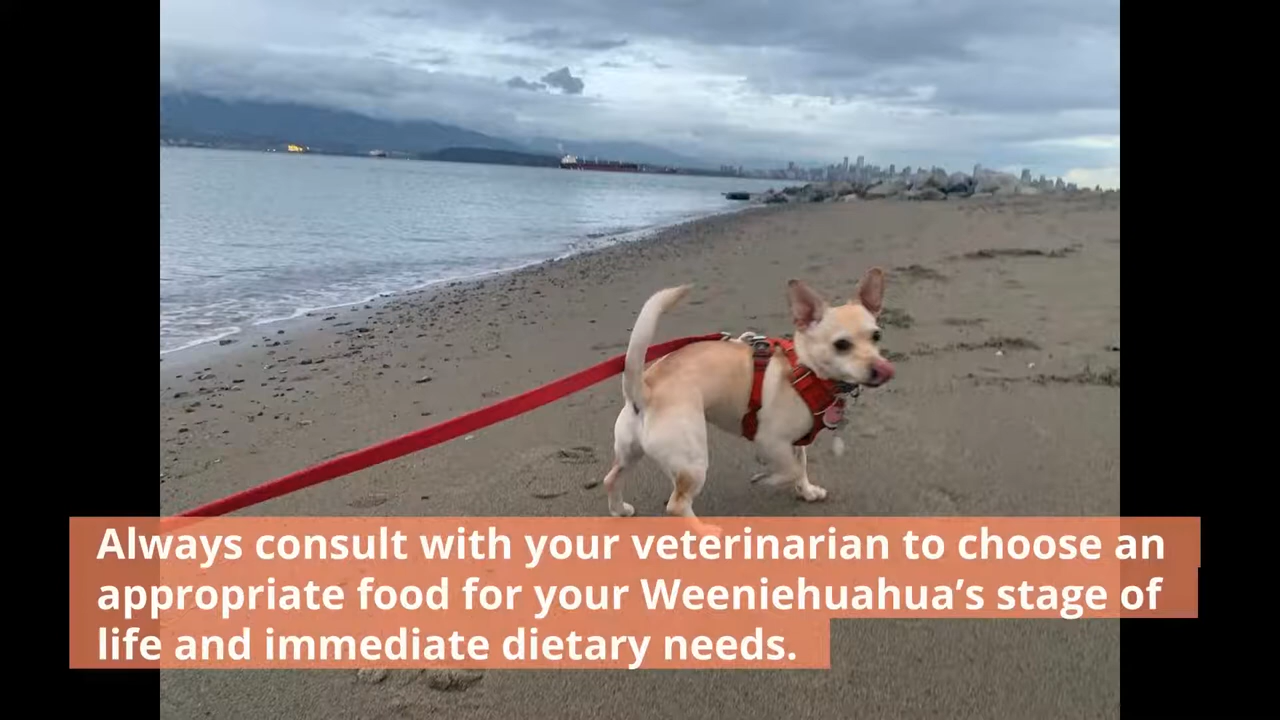 Always consult with your veterinarian to choose an
appropriate food for your Weeniehuahua’s stage of
life and immediate dietary needs.